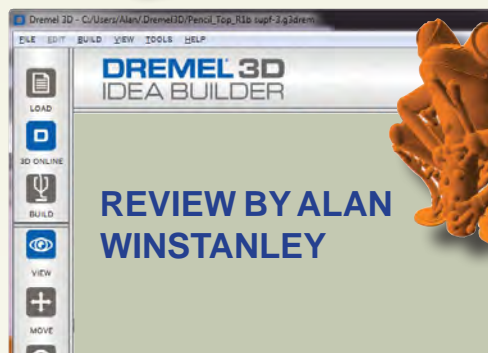 Dremel 3D - C:/Users/Alan/.Dremel3D/Pencil_Top_R1b supf-3.g3drem
FILE EDIT BUILD VIEW TOOLS HELP
DREMEL 3D
IDEA BUILDER
LOAD
3D ONLINE
BUILD
VIEW
MOVE
REVIEW BY ALAN
WINSTANLEY